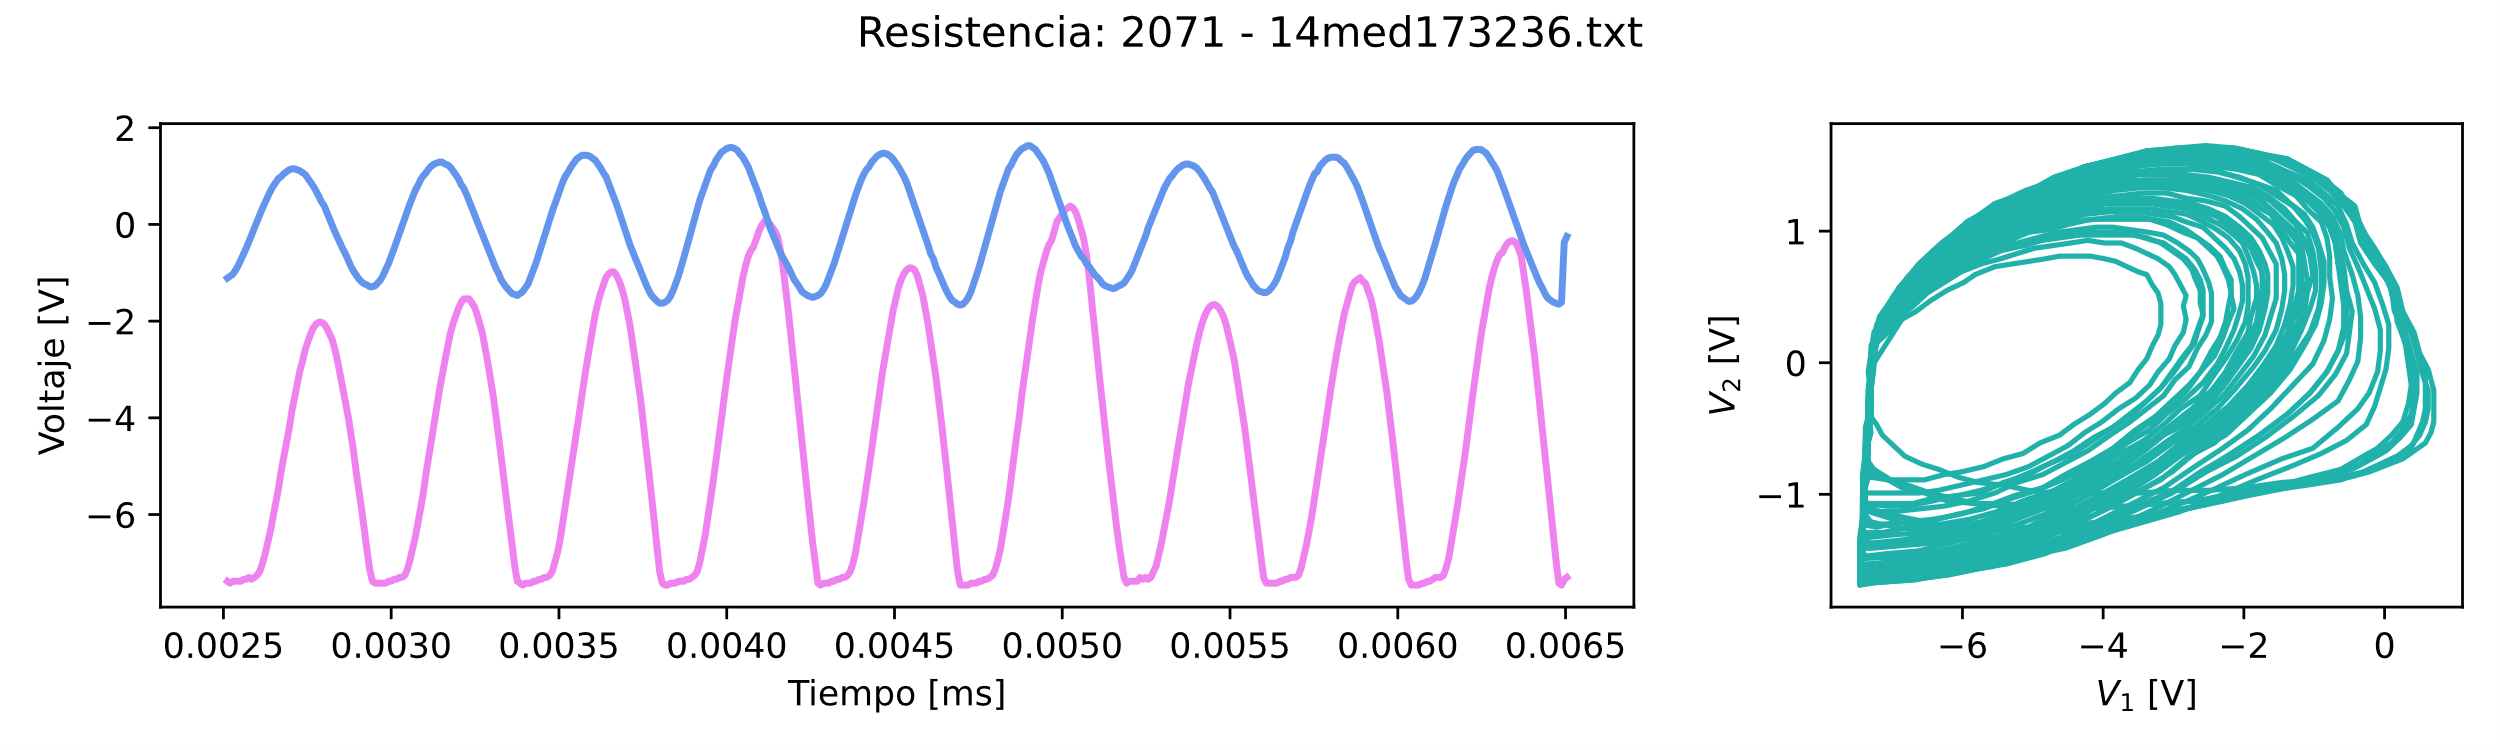 Resistencia: 2071 - 14med173236.txt
2
0
−2
−4
−6
Voltaje [V]
0.0025 0.0030 0.0035 0.0040 0.0045 0.0050 0.0055 0.0060 0.0065
Tiempo [ms]
1
0
−1
V₂ [V]
−6 −4 −2 0
V₁ [V]